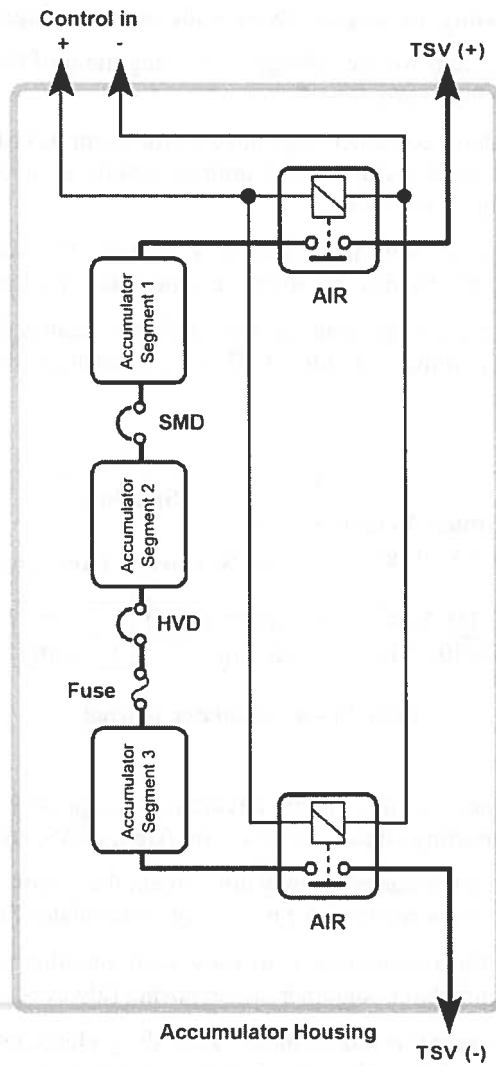 Control in
+ -
TSV (+)
AIR
Accumulator
Segment 1
SMD
Accumulator
Segment 2
HVD
Fuse
Accumulator
Segment 3
AIR
Accumulator Housing
TSV (-)